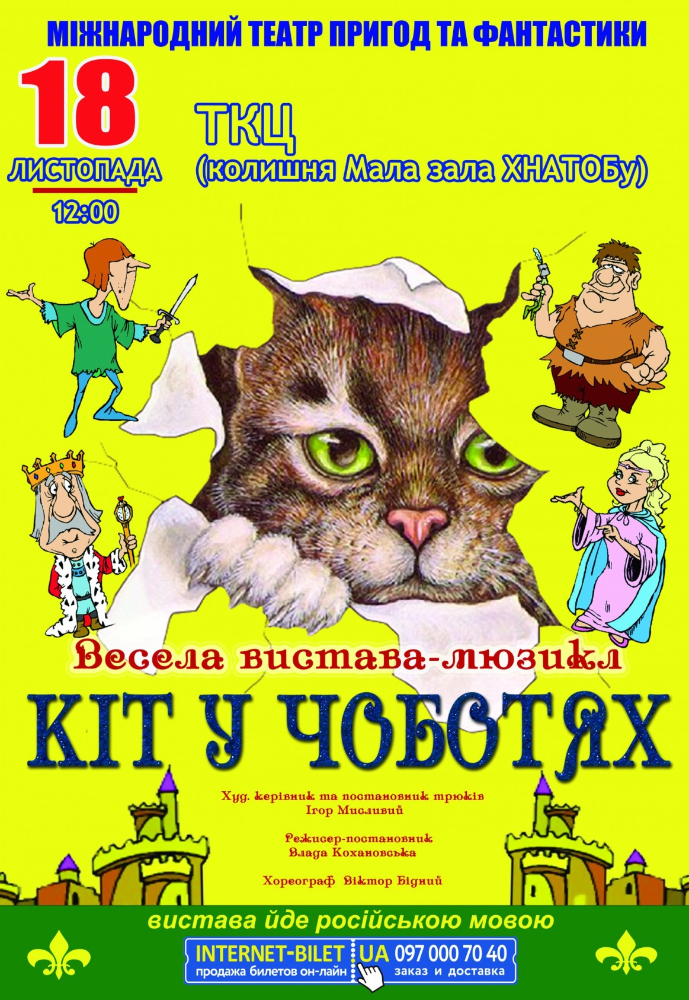 МІЖНАРОДНИЙ ТЕАТР ПРИГОД ТА ФАНТАСТИКИ
18
ЛИСТОПАДА
12:00
ТКЦ
(колишня Мала зала ХНАТОБу)
Весела вистава-мюзикл
КІТ У ЧОБОТЯХ
Худ. керівник та постановник трюків
Ігор Мисливий
Режисер-постановник
Влада Кохановська
Хореограф Віктор Бідний
вистава йде російською мовою
INTERNET-BILET UA 097 000 70 40
продажа билетов он-лайн заказ и доставка